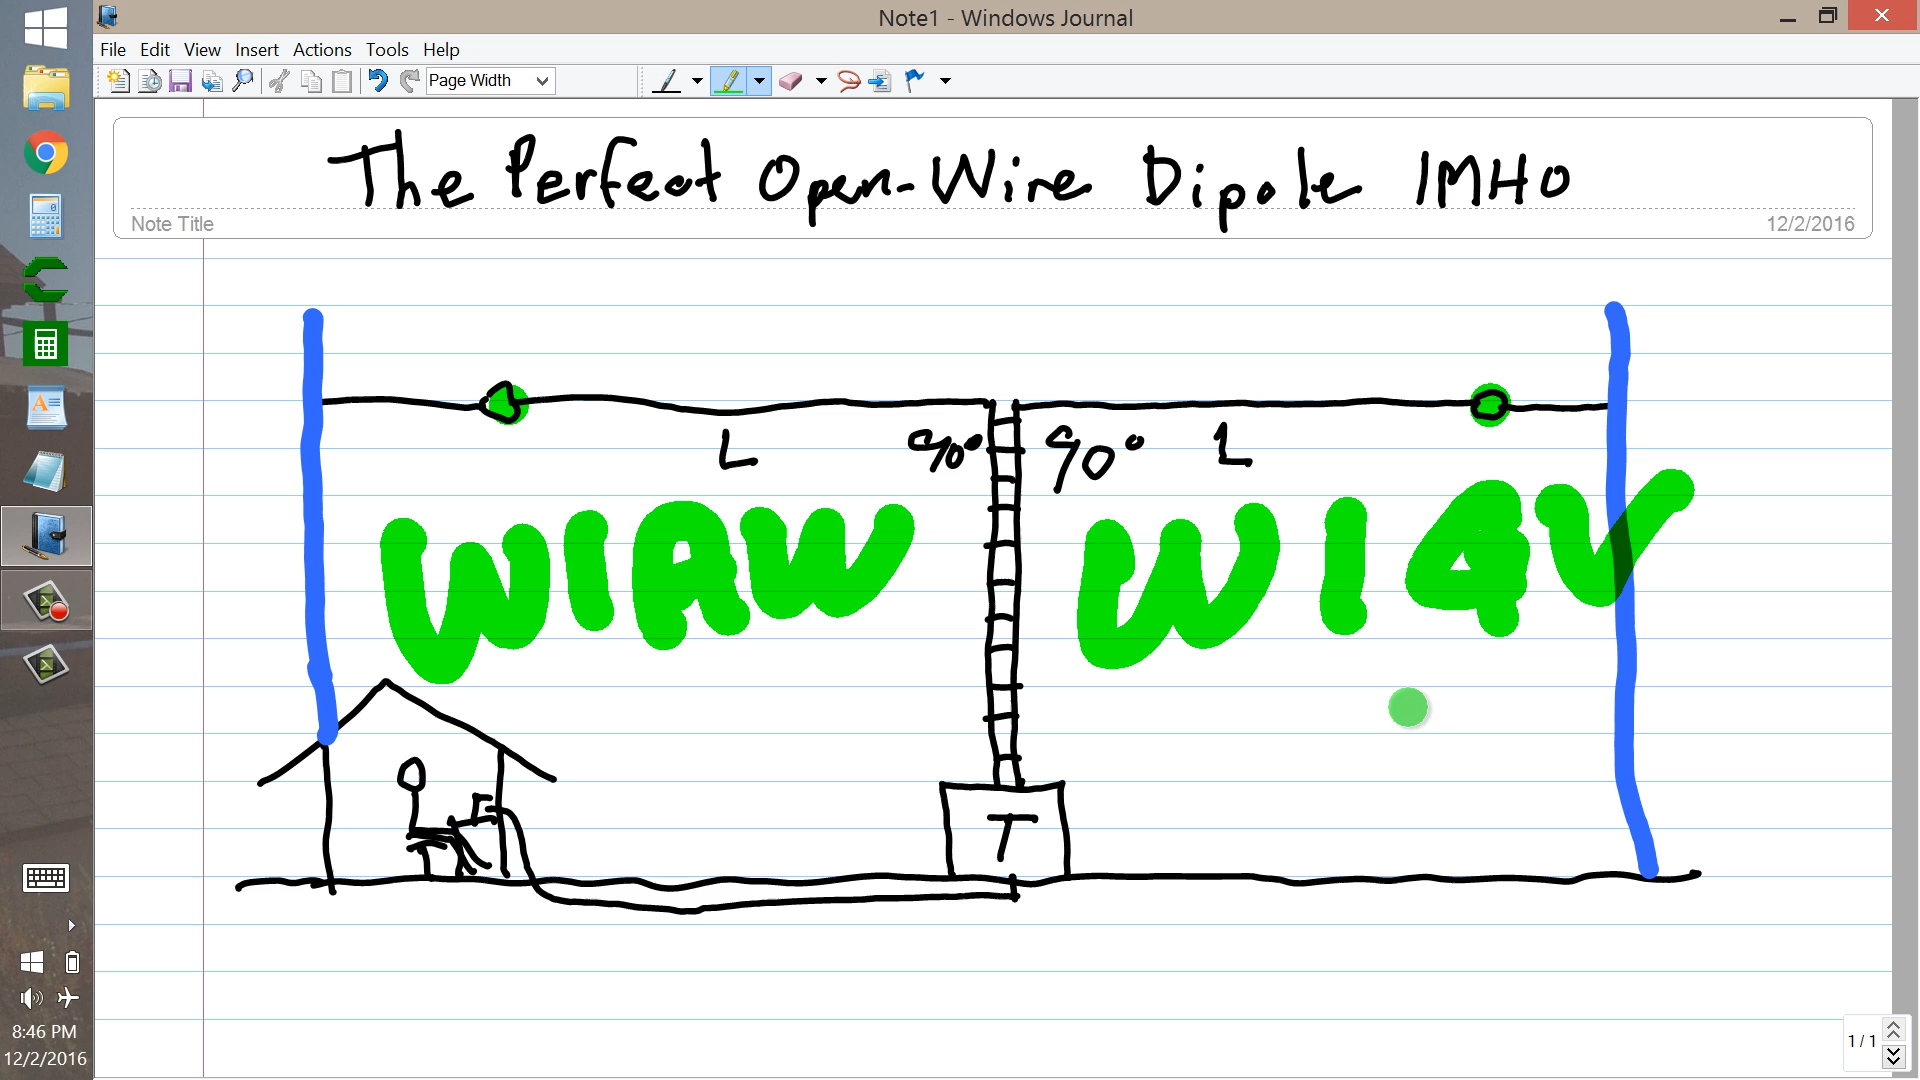 Note1 - Windows Journal
File Edit View Insert Actions Tools Help
Page Width
The Perfect Open-Wire Dipole IMHO
Note Title
12/2/2016
L 90° 90° L
W1AW W1GV
T
1 / 1
8:46 PM
12/2/2016